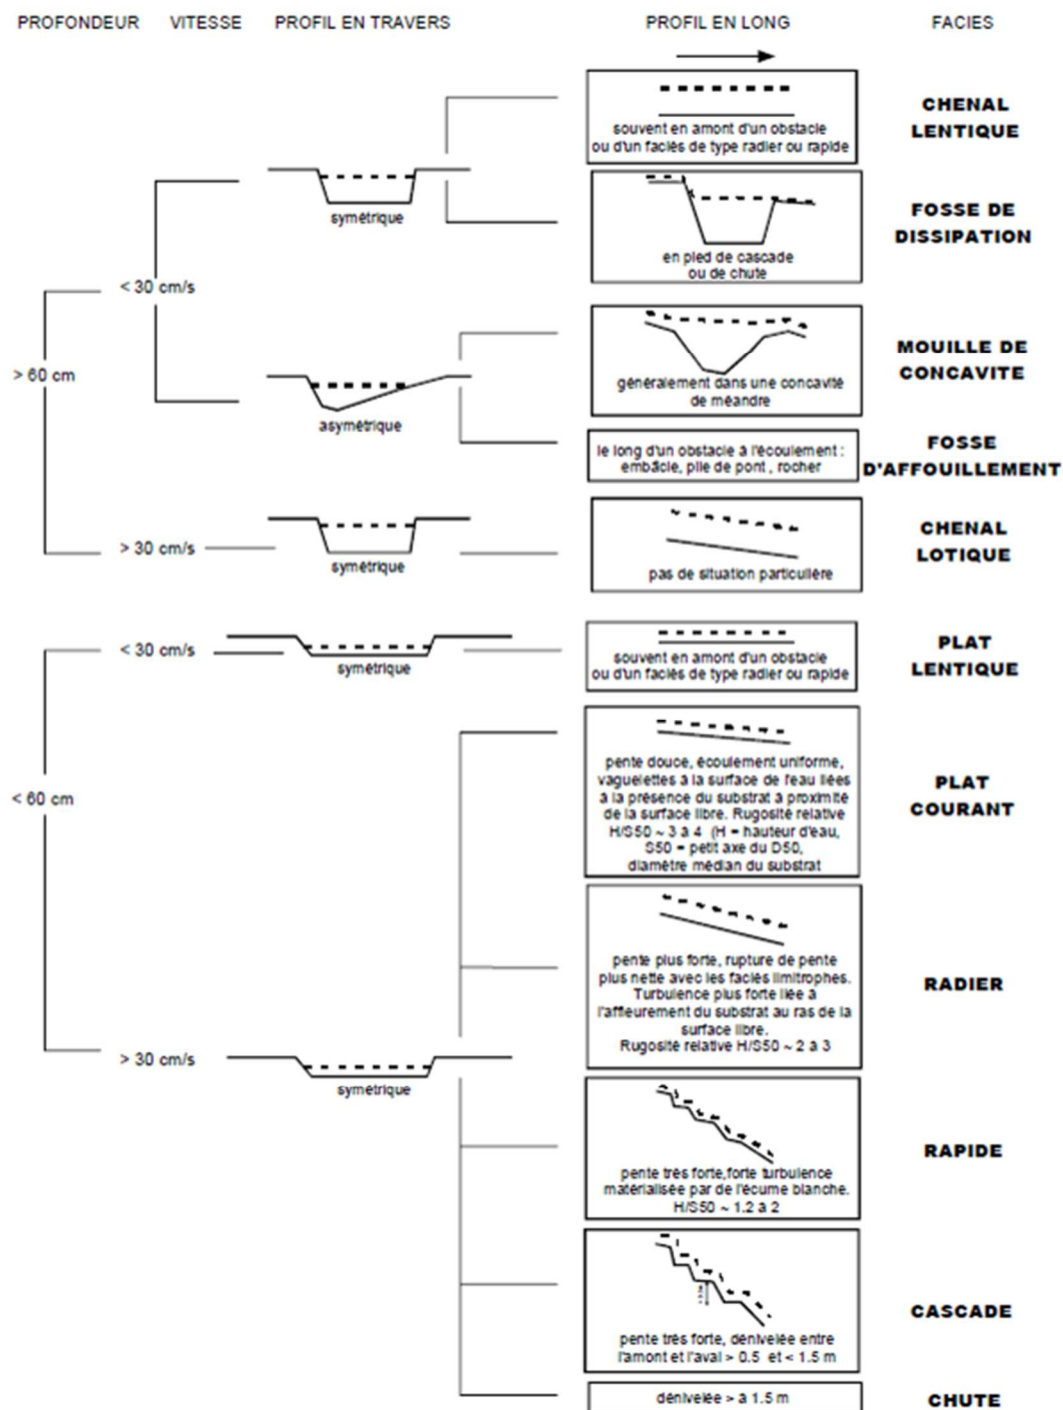 PROFONDEUR VITESSE PROFIL EN TRAVERS PROFIL EN LONG FACIES
souvent en amont d'un obstacle
ou d'un faciés de type radier ou rapide
CHENAL
LENTIQUE
symétrique
en pied de cascade
ou de chute
FOSSE DE
DISSIPATION
< 30 cm/s
> 60 cm
asymétrique
généralement dans une concavité
de méandre
MOUILLE DE
CONCAVITE
le long d'un obstacle à l'écoulement :
embâcle, pile de pont , rocher
FOSSE
D'AFFOUILLEMENT
> 30 cm/s
symétrique
pas de situation particulière
CHENAL
LOTIQUE
< 30 cm/s
symétrique
souvent en amont d'un obstacle
ou d'un faciés de type radier ou rapide
PLAT
LENTIQUE
< 60 cm
pente douce, écoulement uniforme,
vaguelettes à la surface de l'eau liées
à la présence du substrat à proximité
de la surface libre. Rugosité relative
H/S50 ~ 3 à 4 (H = hauteur d'eau,
S50 = petit axe du D50,
diamètre médian du substrat
PLAT
COURANT
pente plus forte, rupture de pente
plus nette avec les faciés limitrophes.
Turbulence plus forte liée à
l'affleurement du substrat au ras de la
surface libre.
Rugosité relative H/S50 ~ 2 à 3
RADIER
> 30 cm/s
symétrique
pente très forte,forte turbulence
matérialisée par de l'écume blanche.
H/S50 ~ 1.2 à 2
RAPIDE
pente très forte, dénivelée entre
l'amont et l'aval > 0.5 et < 1.5 m
CASCADE
dénivelée > à 1.5 m
CHUTE